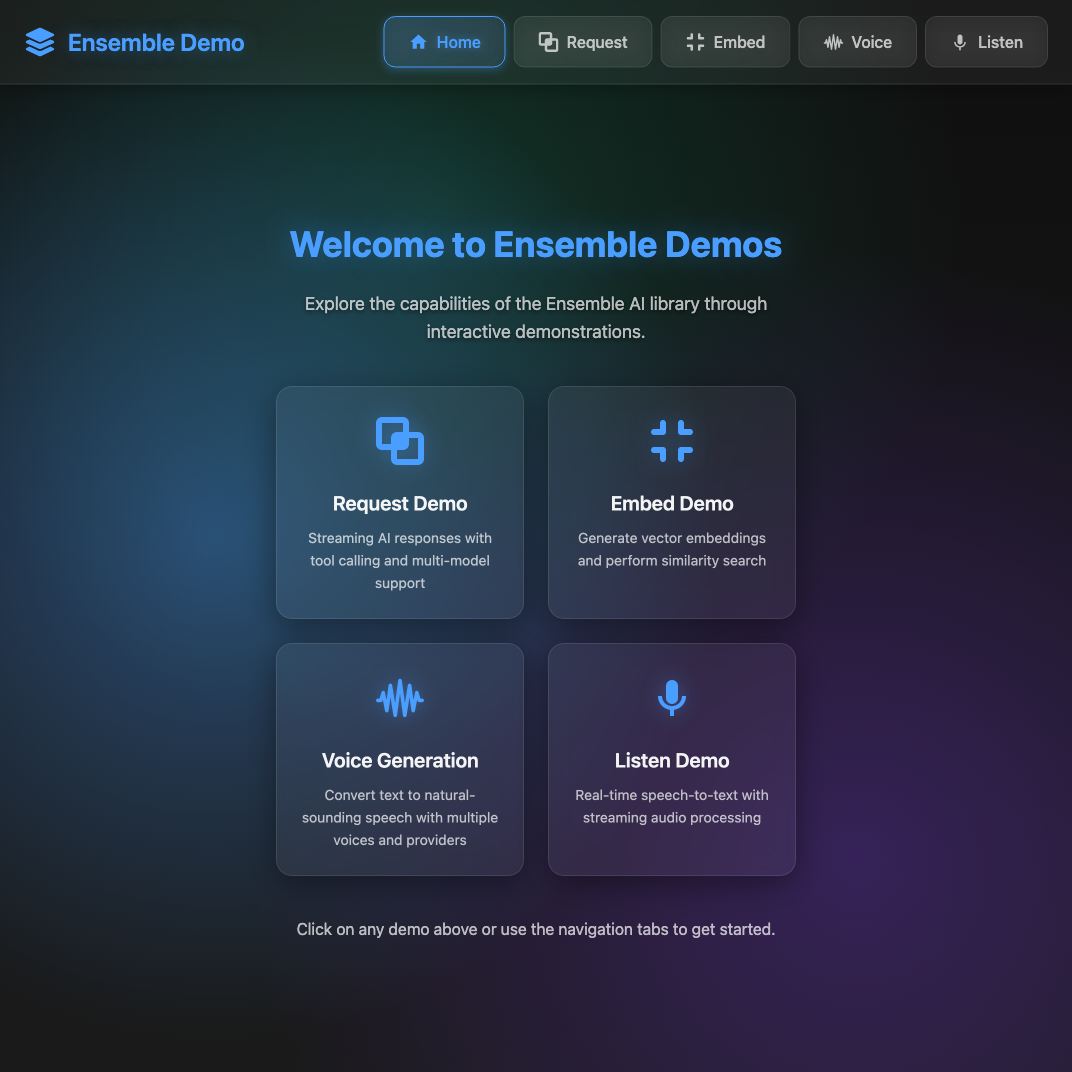 Ensemble Demo
Home
Request
Embed
Voice
Listen
Welcome to Ensemble Demos
Explore the capabilities of the Ensemble AI library through
interactive demonstrations.
Request Demo
Streaming AI responses with
tool calling and multi-model
support
Embed Demo
Generate vector embeddings
and perform similarity search
Voice Generation
Convert text to natural-
sounding speech with multiple
voices and providers
Listen Demo
Real-time speech-to-text with
streaming audio processing
Click on any demo above or use the navigation tabs to get started.